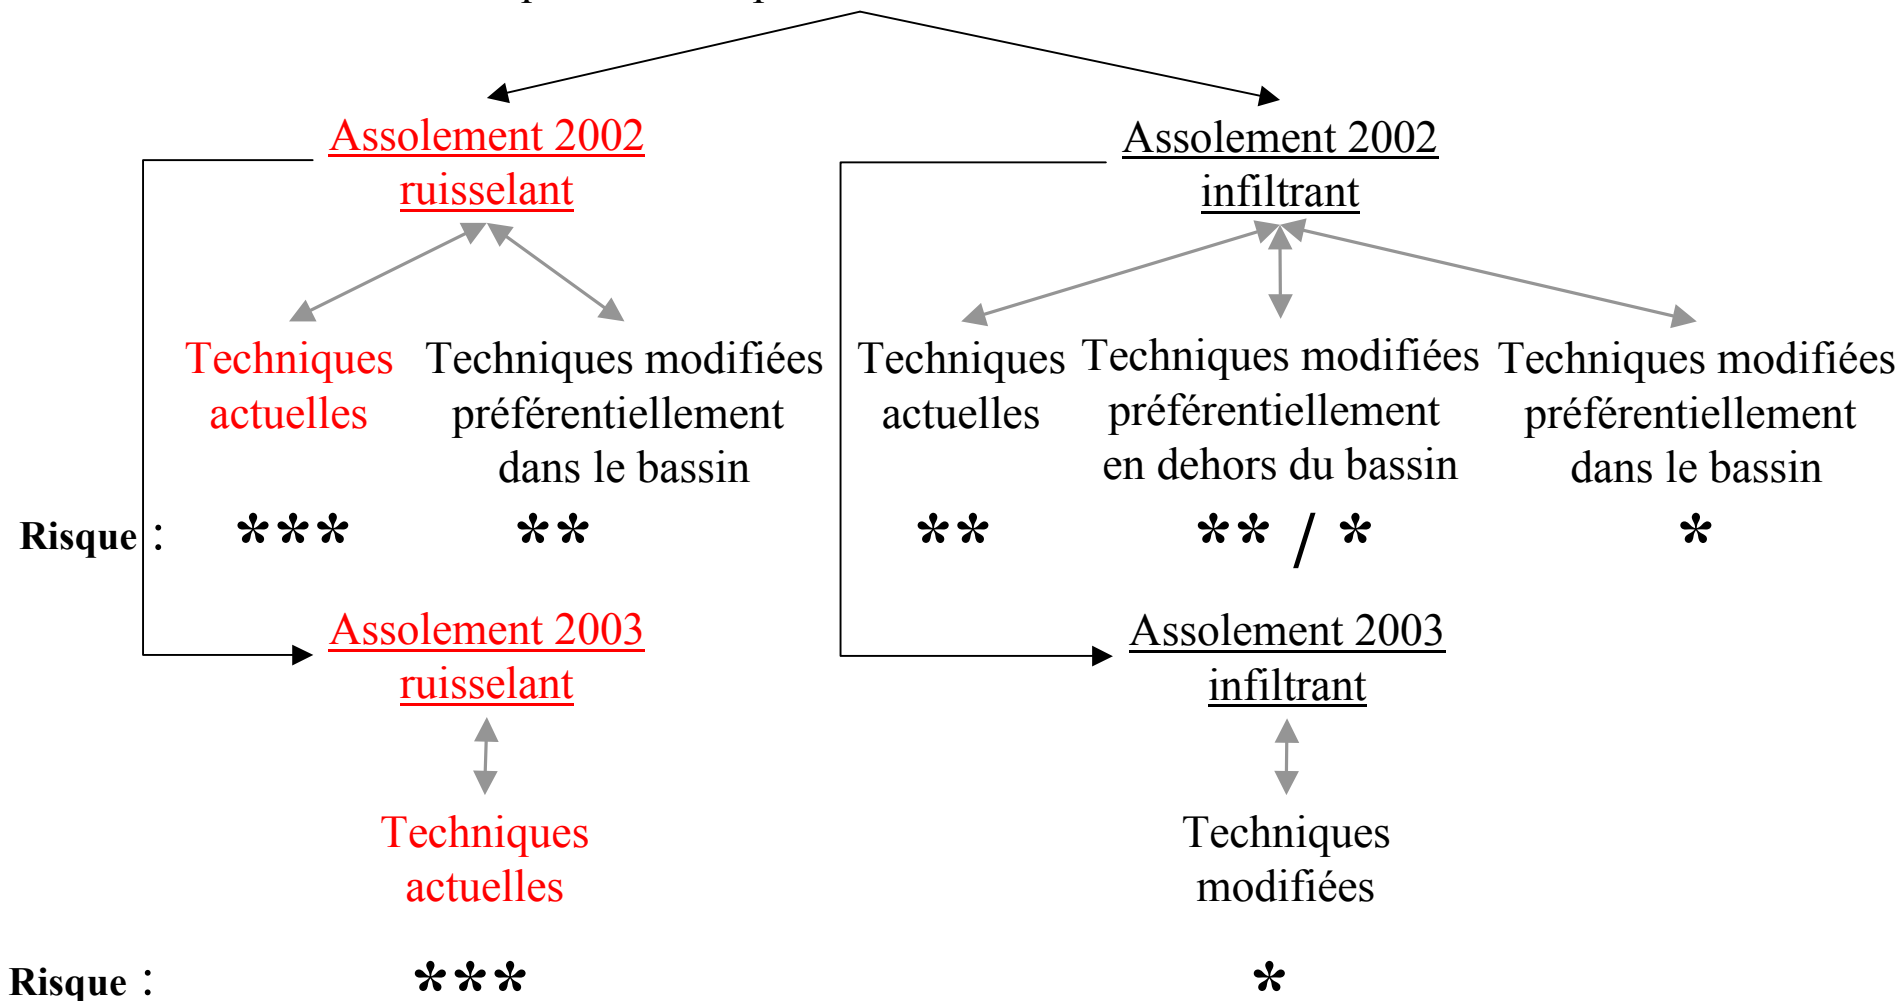 Assolement 2002
ruisselant
Assolement 2002
infiltrant
Techniques
actuelles
Techniques modifiées
préférentiellement
dans le bassin
Techniques
actuelles
Techniques modifiées
préférentiellement
en dehors du bassin
Techniques modifiées
préférentiellement
dans le bassin
Risque : *** ** ** ** / * *
Assolement 2003
ruisselant
Assolement 2003
infiltrant
Techniques
actuelles
Techniques
modifiées
Risque : *** *